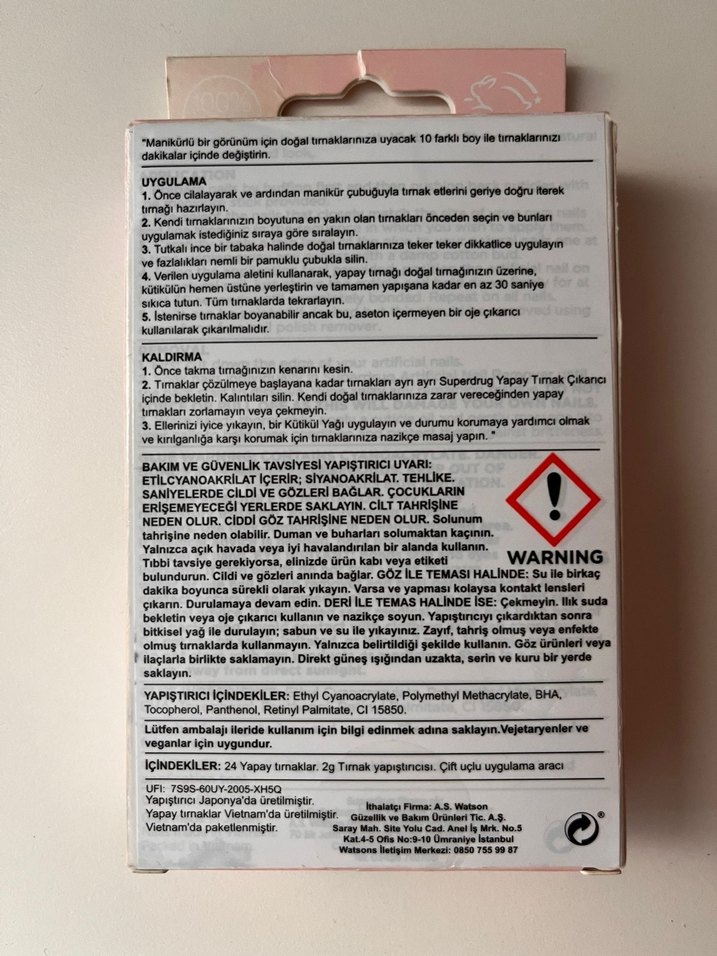 100%
"Manikürlü bir görünüm için doğal tırnaklarınıza uyacak 10 farklı boy ile tırnaklarınızı
dakikalar içinde değiştirin.
UYGULAMA
1. Önce cilalayarak ve ardından manikür çubuğuyla tırnak etlerini geriye doğru iterek
tırnağı hazırlayın.
2. Kendi tırnaklarınızın boyutuna en yakın olan tırnakları önceden seçin ve bunları
uygulamak istediğiniz sıraya göre sıralayın.
3. Tutkalı ince bir tabaka halinde doğal tırnaklarınıza teker teker dikkatlice uygulayın
ve fazlalıkları nemli bir pamuklu çubukla silin.
4. Verilen uygulama aletini kullanarak, yapay tırnağı doğal tırnağınızın üzerine,
kütikülün hemen üstüne yerleştirin ve tamamen yapışana kadar en az 30 saniye
sıkıca tutun. Tüm tırnaklarda tekrarlayın.
5. İstenirse tırnaklar boyanabilir ancak bu, aseton içermeyen bir oje çıkarıcı
kullanılarak çıkarılmalıdır.
KALDIRMA
1. Önce takma tırnağınızın kenarını kesin.
2. Tırnaklar çözülmeye başlayana kadar tırnakları ayrı ayrı Superdrug Yapay Tırnak Çıkarıcı
içinde bekletin. Kalıntıları silin. Kendi doğal tırnaklarınıza zarar vereceğinden yapay
tırnakları zorlamayın veya çekmeyin.
3. Ellerinizi iyice yıkayın, bir Kütikül Yağı uygulayın ve durumu korumaya yardımcı olmak
ve kırılganlığa karşı korumak için tırnaklarınıza nazikçe masaj yapın. "
BAKIM VE GÜVENLİK TAVSİYESİ YAPIŞTIRICI UYARI:
ETİLCYANOAKRİLAT İÇERİR; SİYANOAKRİLAT. TEHLİKE.
SANİYELERDE CİLDİ VE GÖZLERİ BAĞLAR. ÇOCUKLARIN
ERİŞEMEYECEĞİ YERLERDE SAKLAYIN. CİLT TAHRİŞİNE
NEDEN OLUR. CİDDİ GÖZ TAHRİŞİNE NEDEN OLUR. Solunum
tahrişine neden olabilir. Duman ve buharları solumaktan kaçının.
Yalnızca açık havada veya iyi havalandırılan bir alanda kullanın.
Tıbbi tavsiye gerekiyorsa, elinizde ürün kabı veya etiketi
bulundurun. Cildi ve gözleri anında bağlar. GÖZ İLE TEMASI HALİNDE: Su ile birkaç
dakika boyunca sürekli olarak yıkayın. Varsa ve yapması kolaysa kontakt lensleri
çıkarın. Durulamaya devam edin. DERİ İLE TEMAS HALİNDE İSE: Çekmeyin. Ilık suda
bekletin veya oje çıkarıcı kullanın ve nazikçe soyun. Yapıştırıcıyı çıkardıktan sonra
bitkisel yağ ile durulayın; sabun ve su ile yıkayınız. Zayıf, tahriş olmuş veya enfekte
olmuş tırnaklarda kullanmayın. Yalnızca belirtildiği şekilde kullanın. Göz ürünleri veya
ilaçlarla birlikte saklamayın. Direkt güneş ışığından uzakta, serin ve kuru bir yerde
saklayın.
WARNING
YAPIŞTIRICI İÇİNDEKİLER: Ethyl Cyanoacrylate, Polymethyl Methacrylate, BHA,
Tocopherol, Panthenol, Retinyl Palmitate, CI 15850.
Lütfen ambalajı ileride kullanım için bilgi edinmek adına saklayın.Vejetaryenler ve
veganlar için uygundur.
İÇİNDEKİLER: 24 Yapay tırnaklar. 2g Tırnak yapıştırıcısı. Çift uçlu uygulama aracı
UFI: 7S9S-60UY-2005-XH5Q
Yapıştırıcı Japonya'da üretilmiştir.
Yapay tırnaklar Vietnam'da üretilmiştir.
Vietnam'da paketlenmiştir.
İthalatçı Firma: A.S. Watson
Güzellik ve Bakım Ürünleri Tic. A.Ş.
Saray Mah. Site Yolu Cad. Anel İş Mrk. No.5
Kat.4-5 Ofis No:9-10 Ümraniye İstanbul
Watsons İletişim Merkezi: 0850 755 99 87